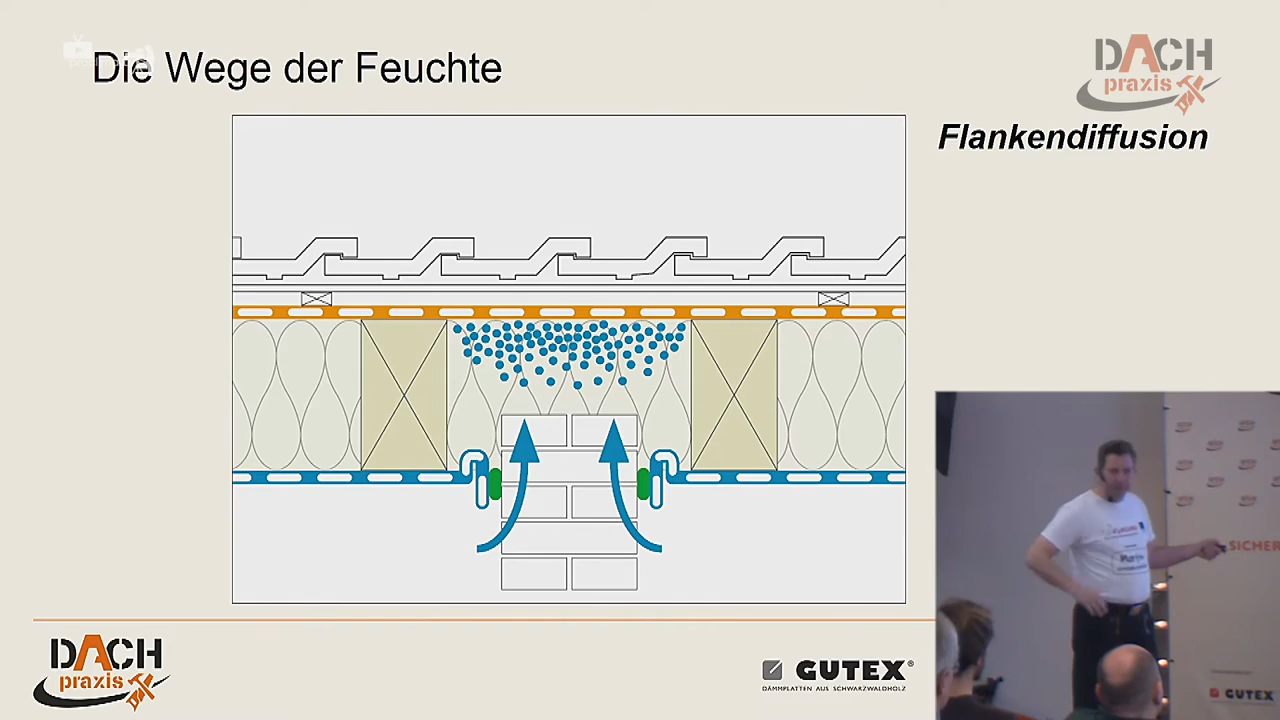 Die Wege der Feuchte
DACH
praxis
Flankendiffusion
SICHER
DACH
praxis
GUTEX®
DÄMMPLATTEN AUS SCHWARZWALDHOLZ
GUTEX